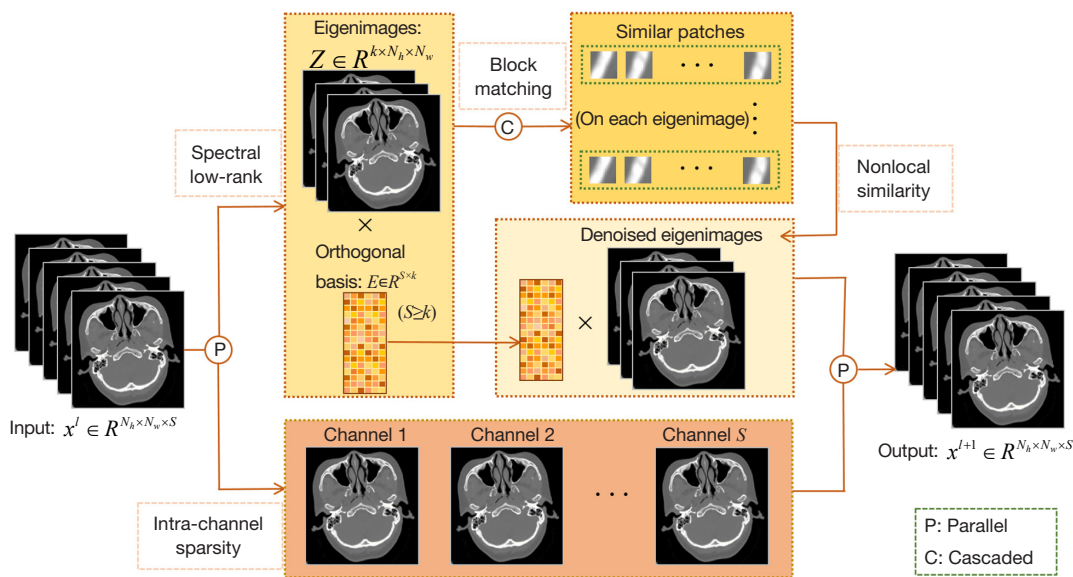 Eigenimages:
Z ∈ R^{k×N_h×N_w}
Block
matching
C
Similar patches
· · ·
(On each eigenimage)
· · ·
Spectral
low-rank
Nonlocal
similarity
×
Orthogonal
basis: E∈R^{S×k}
(S≥k)
Denoised eigenimages
×
P
P
Input: x^l ∈ R^{N_h×N_w×S}
Output: x^{l+1} ∈ R^{N_h×N_w×S}
Channel 1
Channel 2
Channel S
· · ·
Intra-channel
sparsity
P: Parallel
C: Cascaded